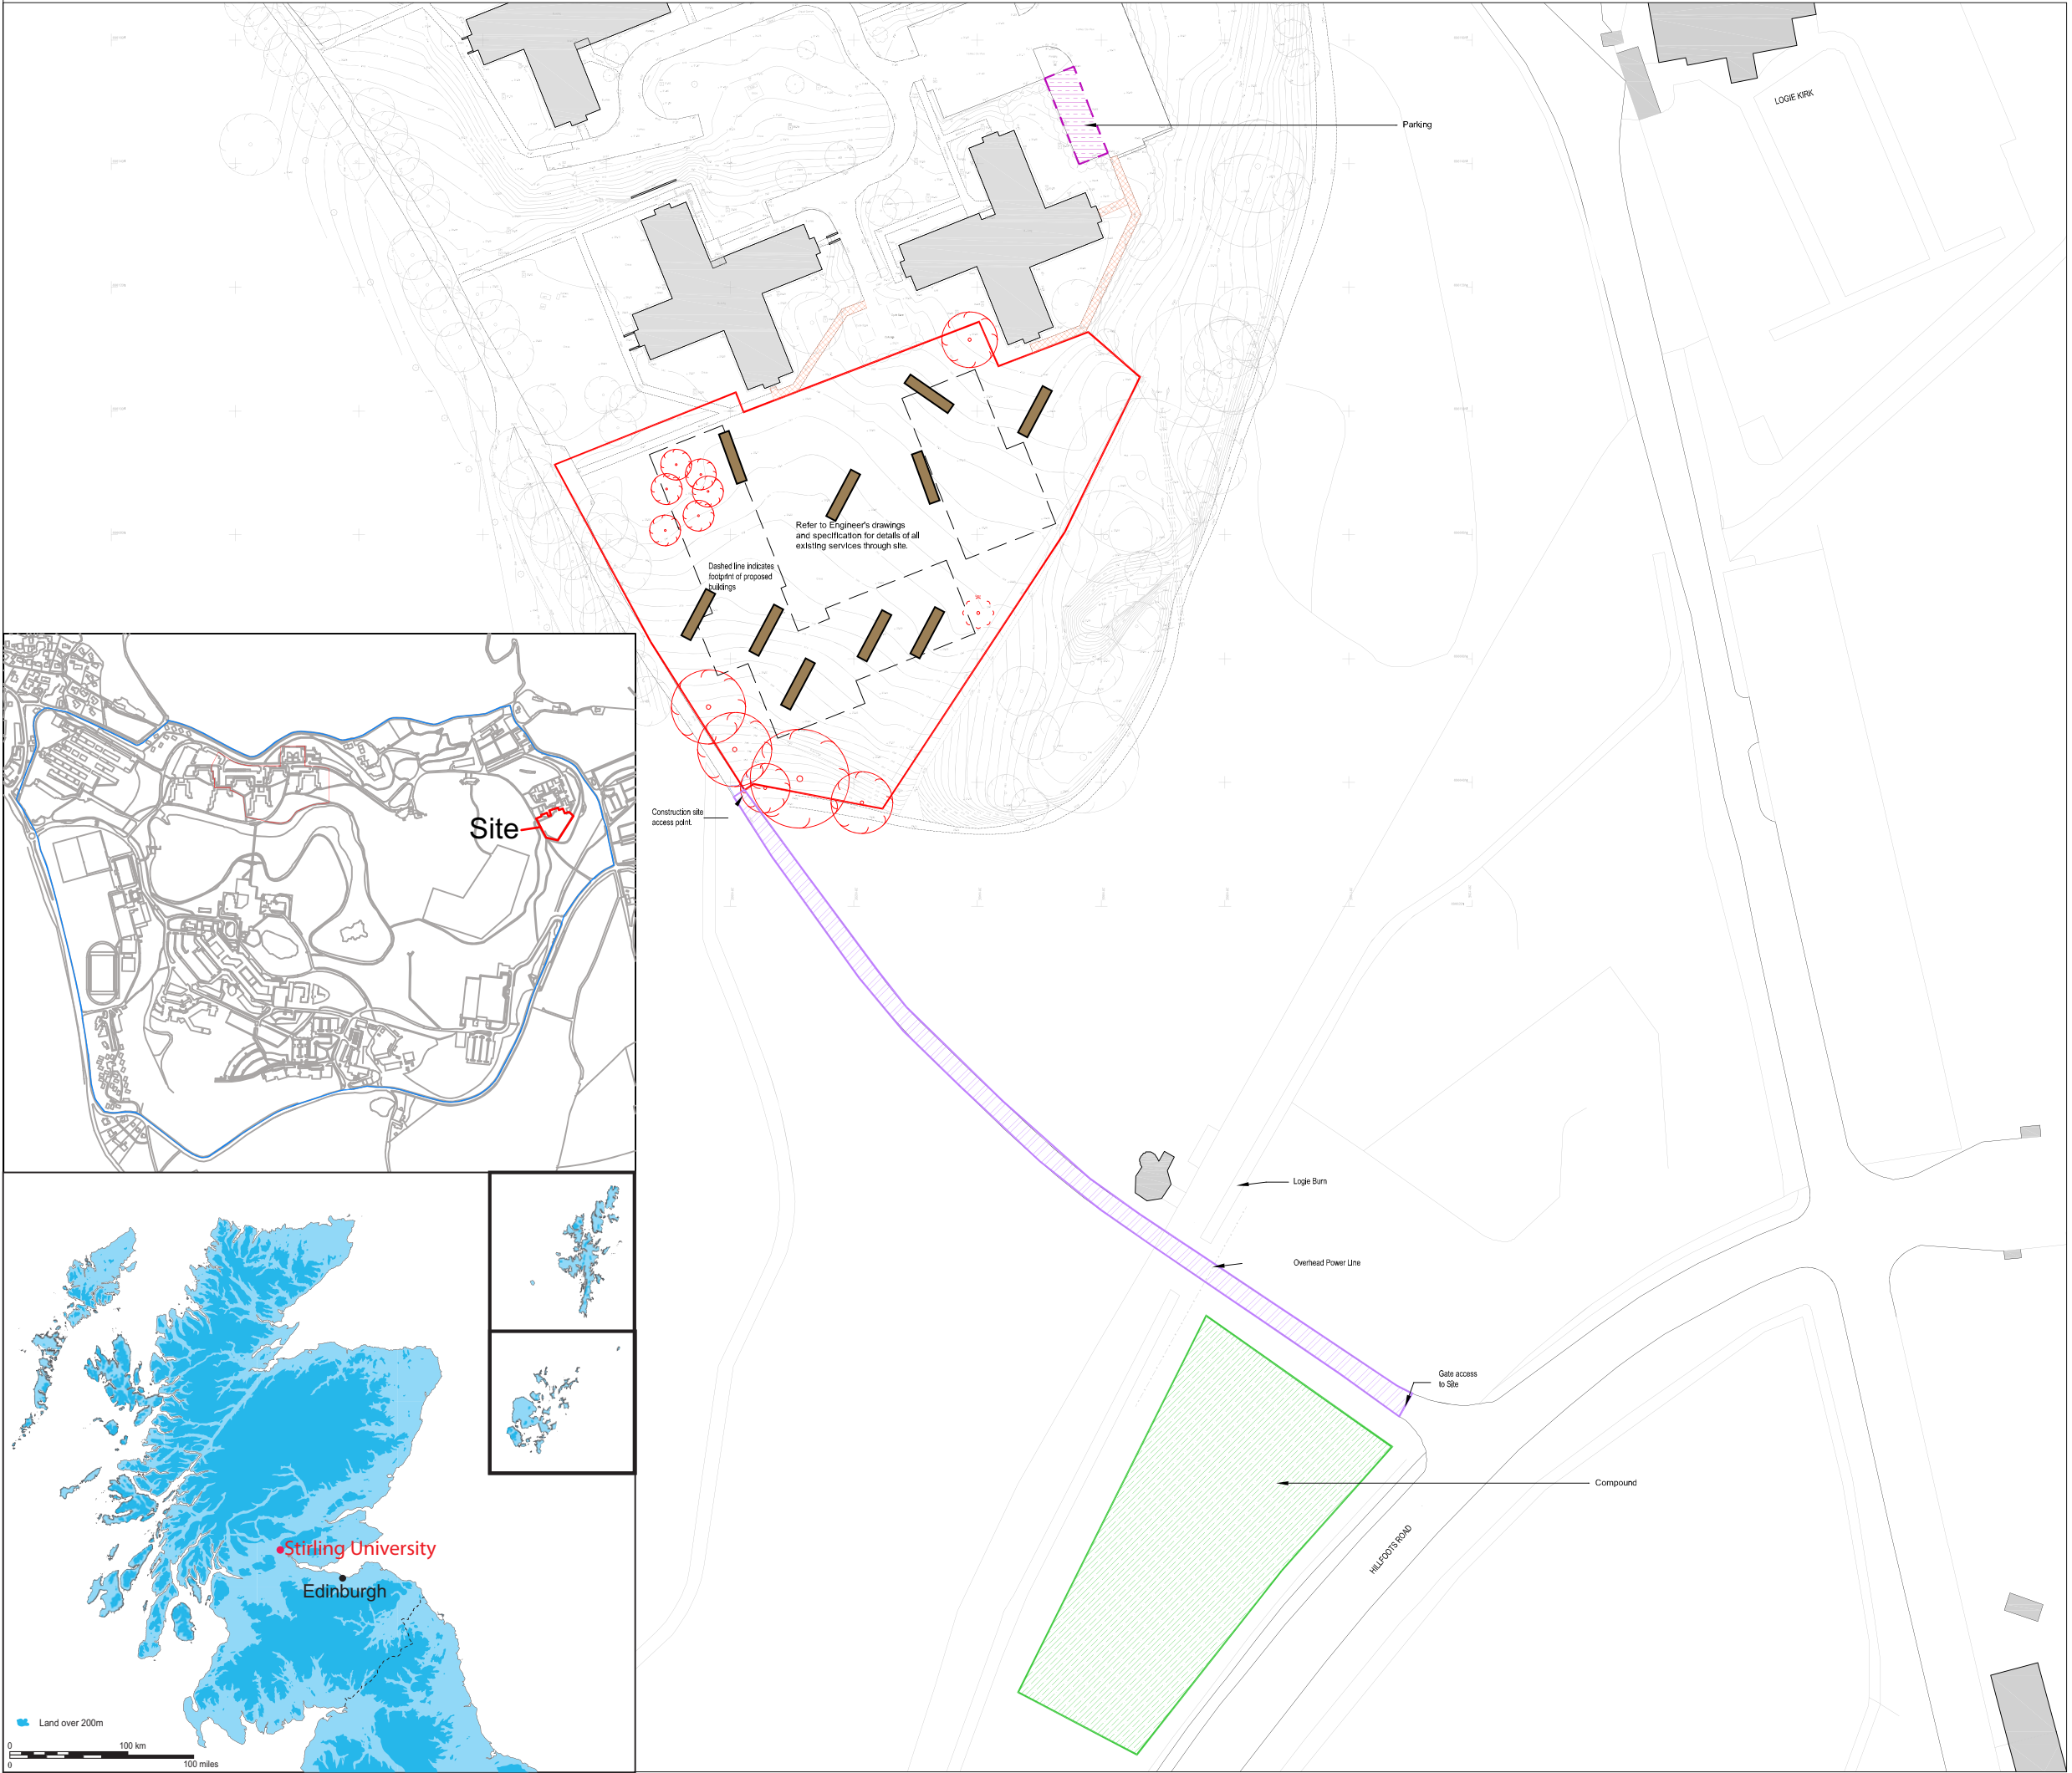 LOGIE KIRK
Parking
Refer to Engineer's drawings
and specification for details of all
existing services through site.
Dashed line indicates
footprint of proposed
buildings
Construction site
access point.
Site
Logie Burn
Overhead Power Line
Gate access
to Site
Compound
HILLFOOTS ROAD
Stirling University
Edinburgh
Land over 200m
0
100 km
0
100 miles